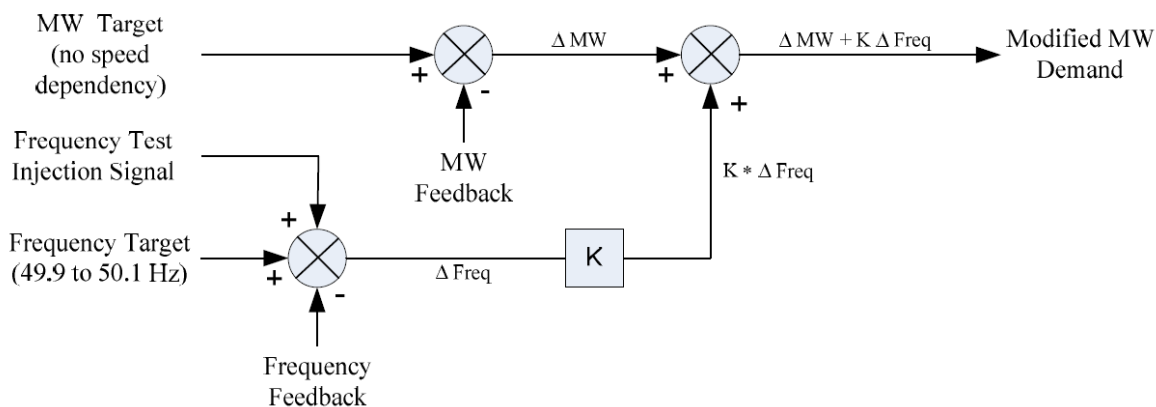 MW Target
(no speed
dependency)
Δ MW
Δ MW + K Δ Freq
Modified MW
Demand
+
-
+
+
MW
Feedback
K * Δ Freq
Frequency Test
Injection Signal
+
Frequency Target
(49.9 to 50.1 Hz)
+
-
Δ Freq
K
Frequency
Feedback